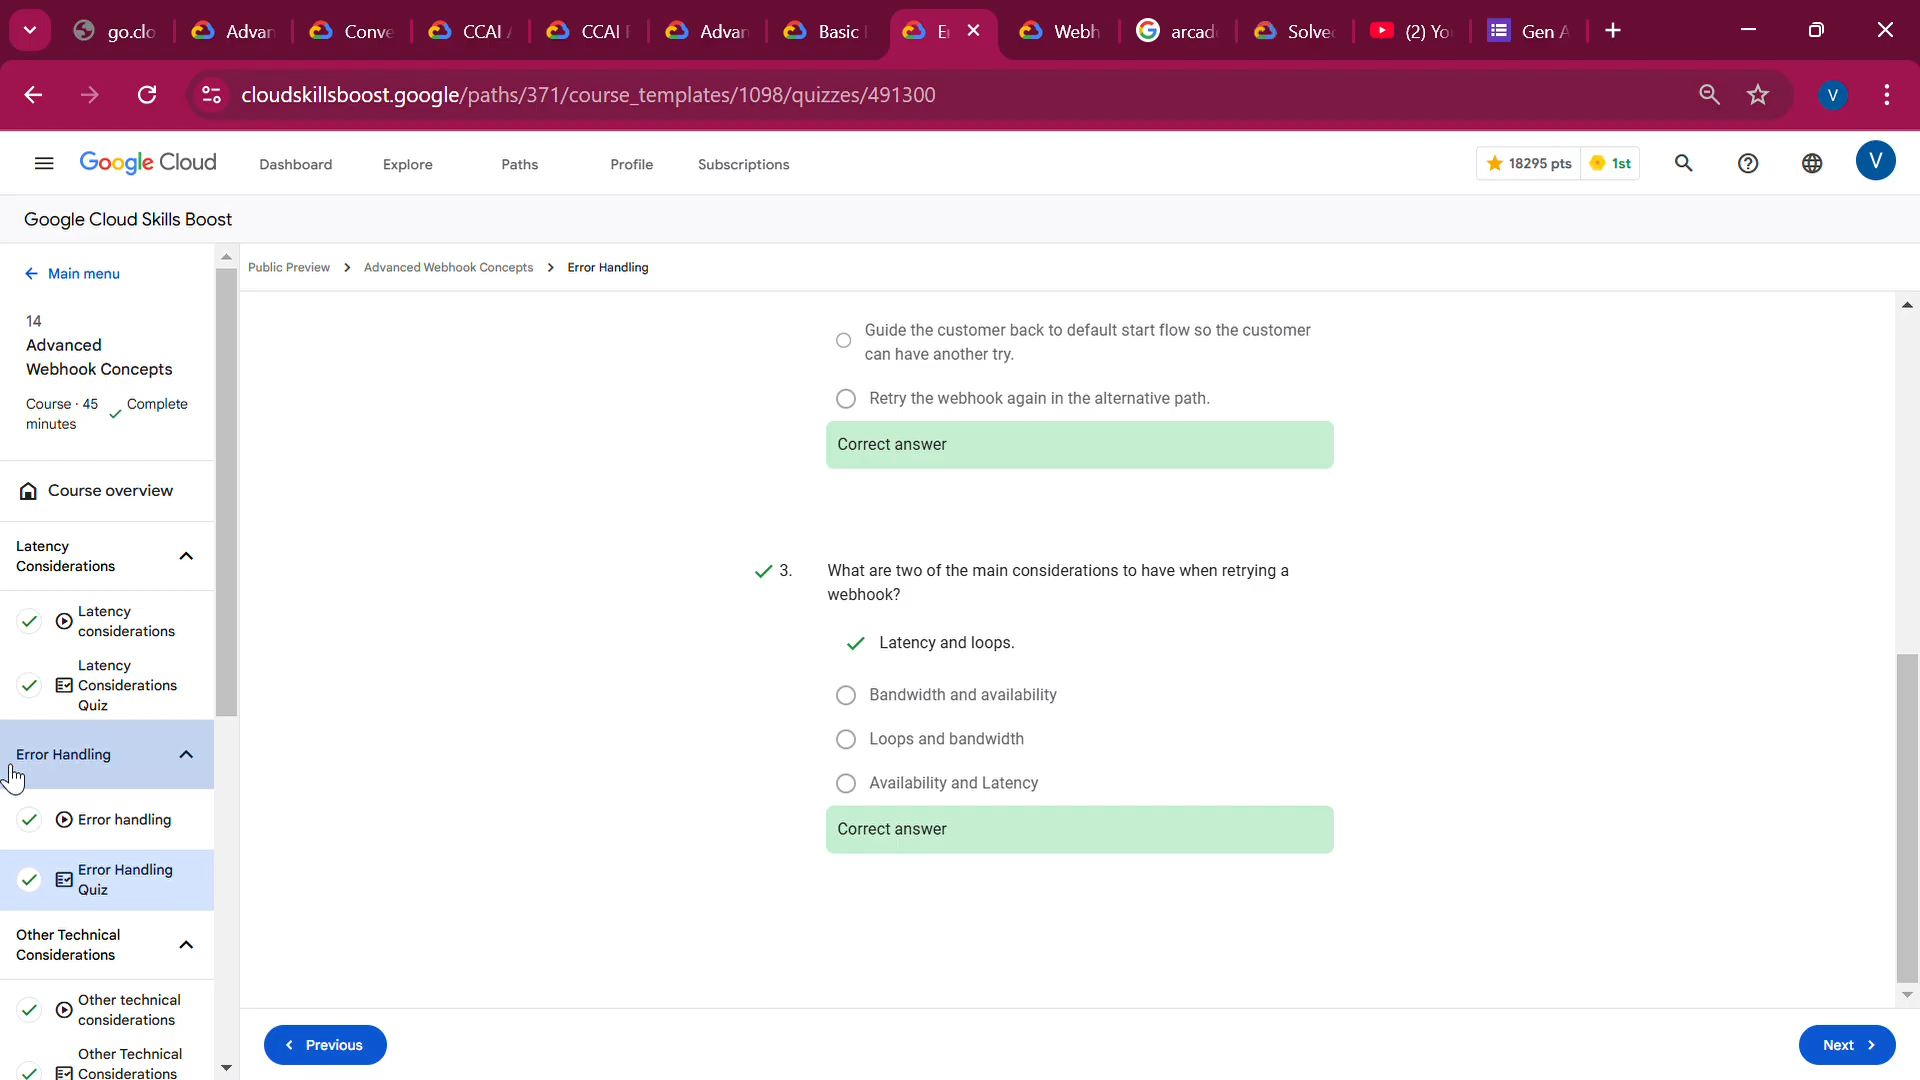 go.clo
Advan
Conve
CCAI
CCAI
Advan
Basic
Webh
arcad
Solve
(2) Yo
Gen A
cloudskillsboost.google/paths/371/course_templates/1098/quizzes/491300
V
Google Cloud
Dashboard
Explore
Paths
Profile
Subscriptions
18295 pts
1st
V
Google Cloud Skills Boost
Main menu
Public Preview > Advanced Webhook Concepts > Error Handling
14
Advanced
Webhook Concepts
Course · 45
minutes
Complete
Course overview
Latency
Considerations
Latency
considerations
Latency
Considerations
Quiz
Error Handling
Error handling
Error Handling
Quiz
Other Technical
Considerations
Other technical
considerations
Other Technical
Considerations
Guide the customer back to default start flow so the customer
can have another try.
Retry the webhook again in the alternative path.
Correct answer
3.
What are two of the main considerations to have when retrying a
webhook?
Latency and loops.
Bandwidth and availability
Loops and bandwidth
Availability and Latency
Correct answer
Previous
Next